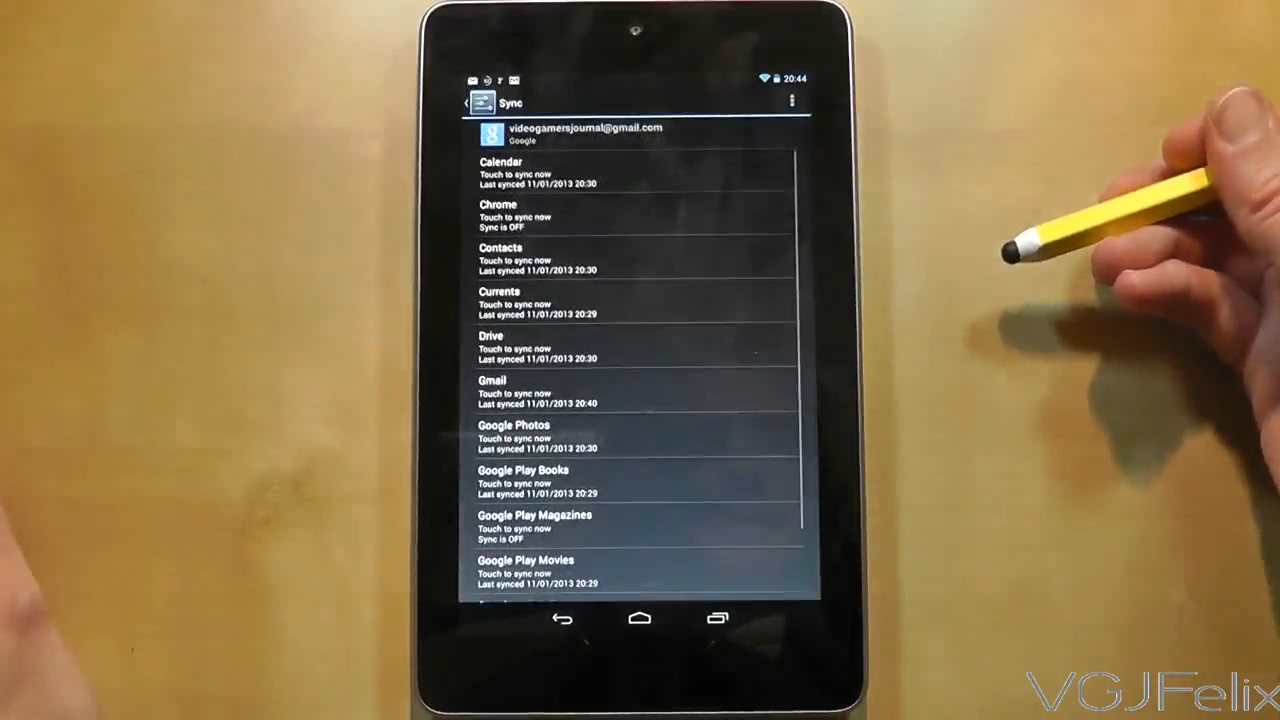 20:44
Sync
videogamersjournal@gmail.com
Google
Calendar
Touch to sync now
Last synced 11/01/2013 20:30
Chrome
Touch to sync now
Sync is OFF
Contacts
Touch to sync now
Last synced 11/01/2013 20:30
Currents
Touch to sync now
Last synced 11/01/2013 20:29
Drive
Touch to sync now
Last synced 11/01/2013 20:30
Gmail
Touch to sync now
Last synced 11/01/2013 20:40
Google Photos
Touch to sync now
Last synced 11/01/2013 20:30
Google Play Books
Touch to sync now
Last synced 11/01/2013 20:29
Google Play Magazines
Touch to sync now
Sync is OFF
Google Play Movies
Touch to sync now
Last synced 11/01/2013 20:29
VGJFelix